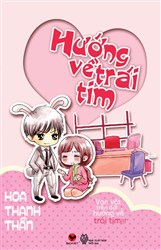 Hướng
về trái
tim
HOA
THANH
THẦN
Vạn vật
trên đời
hướng về
trái tim